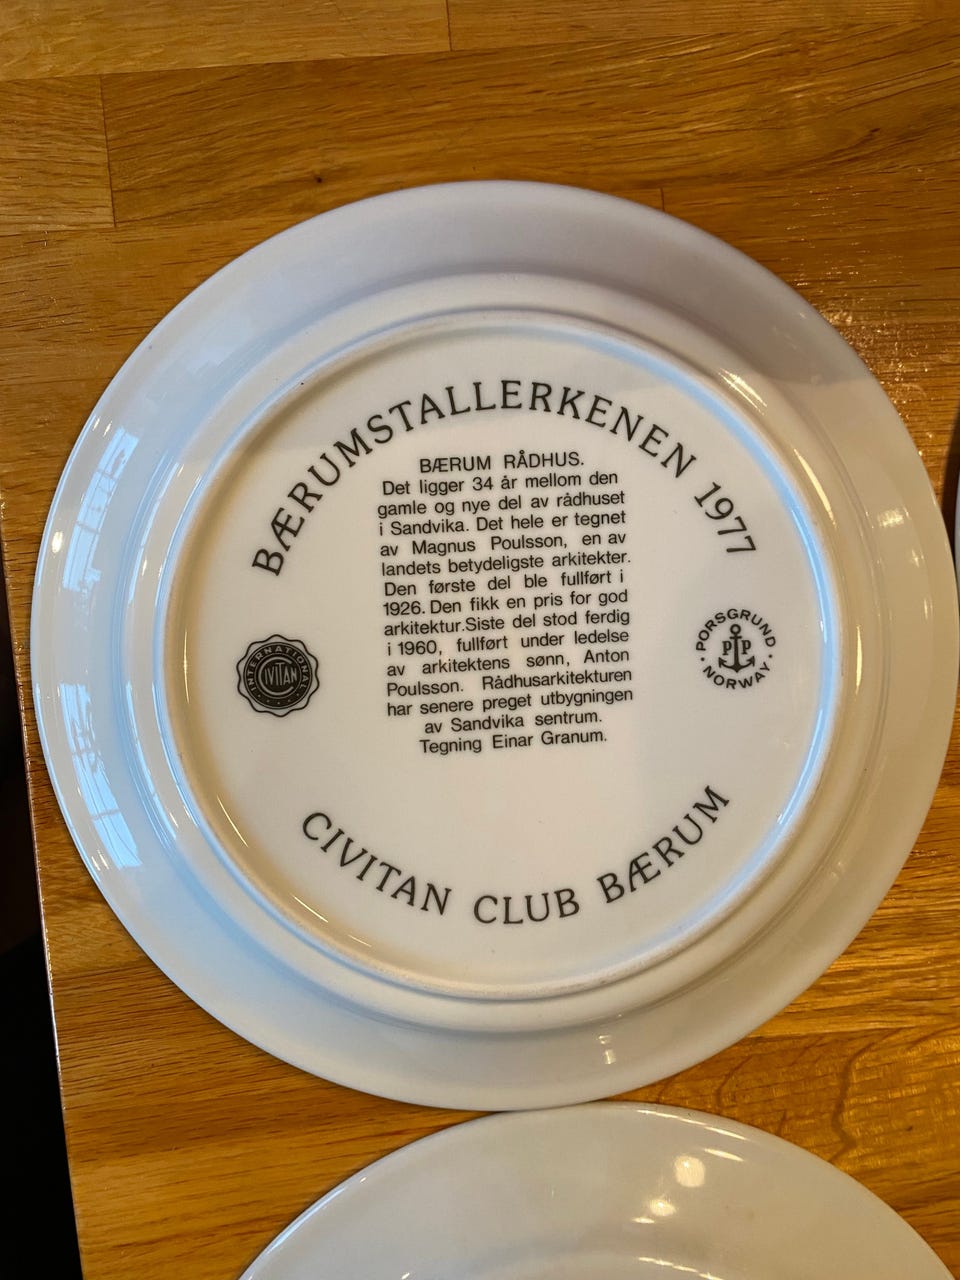 BÆRUMSTALLERKENEN 1977
BÆRUM RÅDHUS.
Det ligger 34 år mellom den
gamle og nye del av rådhuset
i Sandvika. Det hele er tegnet
av Magnus Poulsson, en av
landets betydeligste arkitekter.
Den første del ble fullført i
1926. Den fikk en pris for god
arkitektur.Siste del stod ferdig
i 1960, fullført under ledelse
av arkitektens sønn, Anton
Poulsson. Rådhusarkitekturen
har senere preget utbygningen
av Sandvika sentrum.
Tegning Einar Granum.
INTERNATIONAL
CIVITAN
PORSGRUND
PP
NORWAY
CIVITAN CLUB BÆRUM